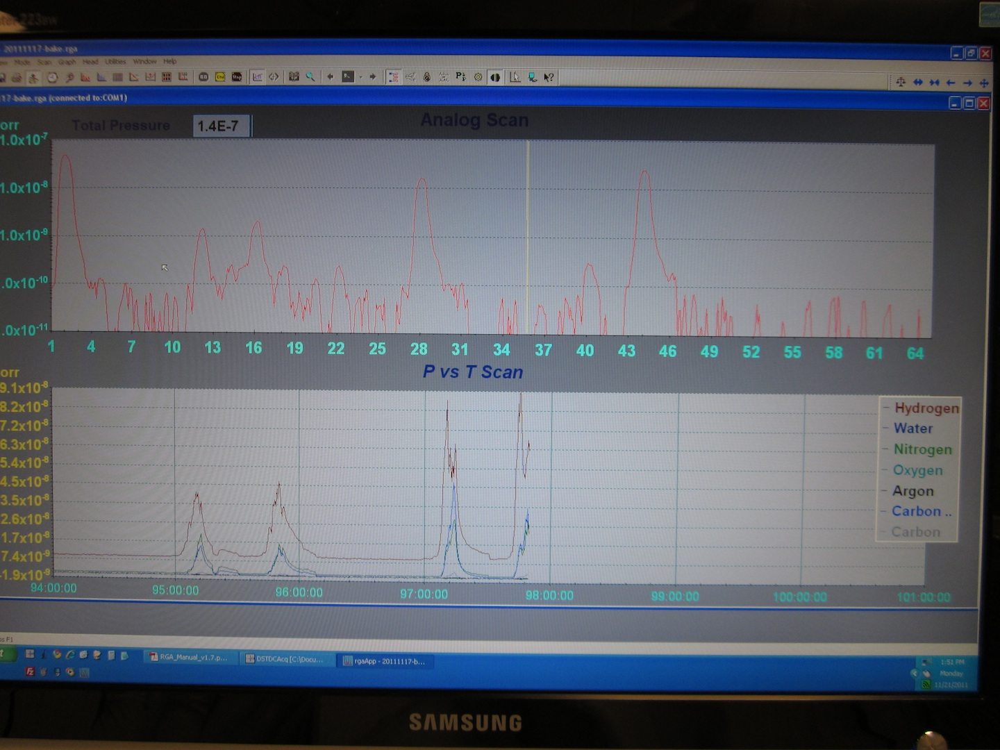 20111117-bake.rga
Mode Scan Graph Head Utilities Window Help
17-bake.rga (connected to:COM1)
orr Total Pressure 1.4E-7 Analog Scan
1.0x10-7
1.0x10-8
1.0x10-9
.0x10-10
.0x10-11
1 4 7 10 13 16 19 22 25 28 31 34 37 40 43 46 49 52 55 58 61 64
P vs T Scan
orr
9.1x10-8
8.2x10-8
7.2x10-8
6.3x10-8
5.4x10-8
4.5x10-8
3.5x10-8
2.6x10-8
1.7x10-8
7.4x10-9
-1.9x10-9
94:00:00 95:00:00 96:00:00 97:00:00 98:00:00 99:00:00 100:00:00 101:00:00
Hydrogen
Water
Nitrogen
Oxygen
Argon
Carbon ..
Carbon
ss F1
RGA_Manual_v1.7.p... DSTDCAcq [C:\Docu... rgaApp - 20111117-b...
1:51 PM
Monday
11/21/2011
SAMSUNG